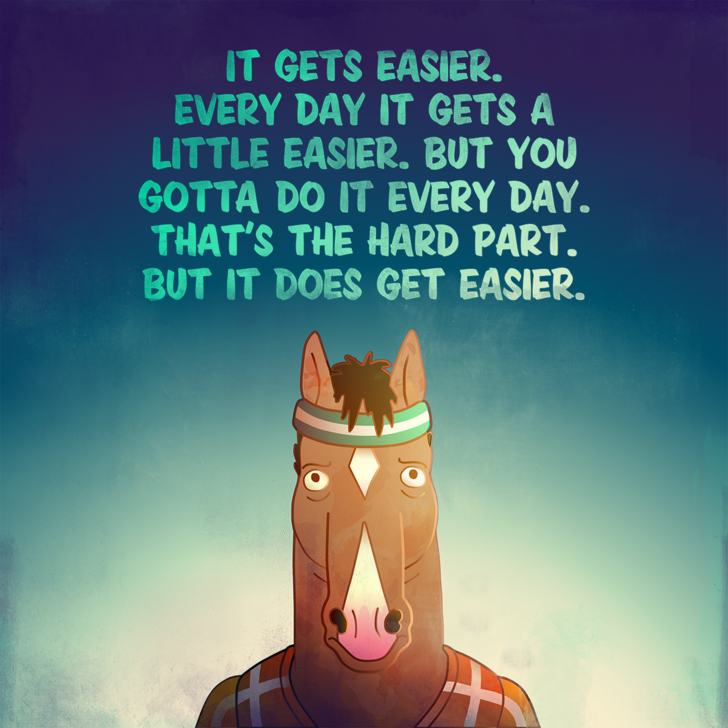 IT GETS EASIER.
EVERY DAY IT GETS A
LITTLE EASIER. BUT YOU
GOTTA DO IT EVERY DAY.
THAT'S THE HARD PART.
BUT IT DOES GET EASIER.